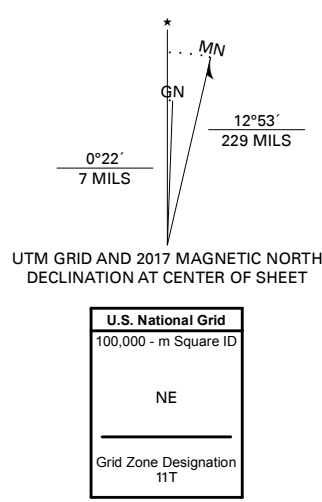 ★
MN
GN
12°53´
229 MILS
0°22´
7 MILS
UTM GRID AND 2017 MAGNETIC NORTH
DECLINATION AT CENTER OF SHEET
U.S. National Grid
100,000 - m Square ID
NE
Grid Zone Designation
11T